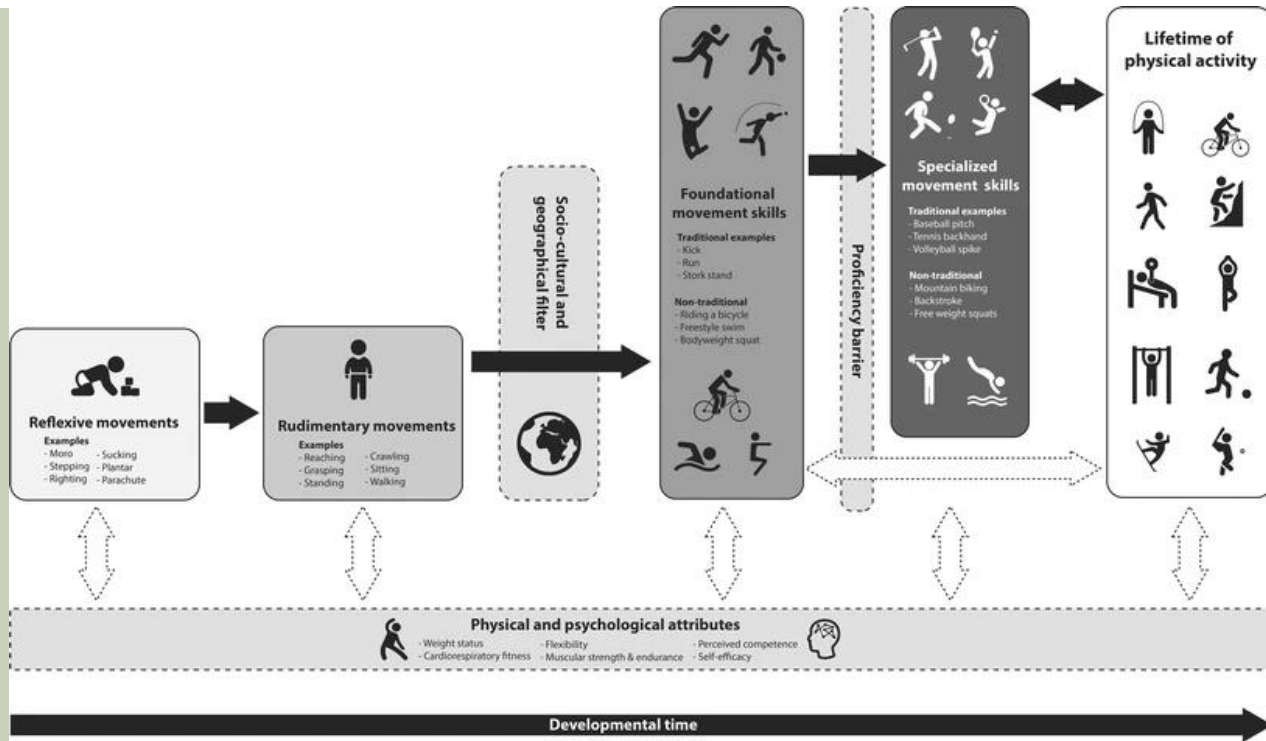 Reflexive movements
Examples
- Moro
- Stepping
- Righting
- Sucking
- Plantar
- Parachute
Rudimentary movements
Examples
- Reaching
- Grasping
- Standing
- Crawling
- Sitting
- Walking
Socio-cultural and
geographical filter
Foundational
movement skills
Traditional examples
- Kick
- Run
- Stork stand
Non-traditional
- Riding a bicycle
- Freestyle swim
- Bodyweight squat
Proficiency barrier
Specialized
movement skills
Traditional examples
- Baseball pitch
- Tennis backhand
- Volleyball spike
Non-traditional
- Mountain biking
- Backstroke
- Free weight squats
Lifetime of
physical activity
Physical and psychological attributes
- Weight status
- Cardiorespiratory fitness
- Flexibility
- Muscular strength & endurance
- Perceived competence
- Self-efficacy
Developmental time